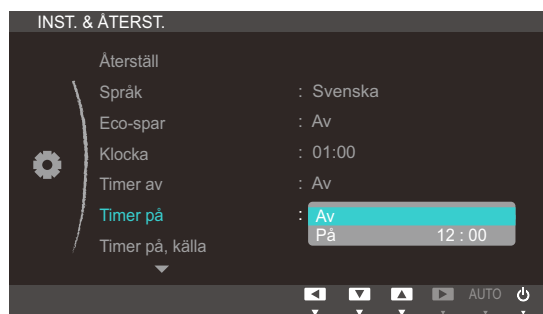 INST. & ÅTERST.
Återställ
Språk : Svenska
Eco-spar : Av
Klocka : 01:00
Timer av : Av
Timer på : Av
På 12 : 00
Timer på, källa
AUTO